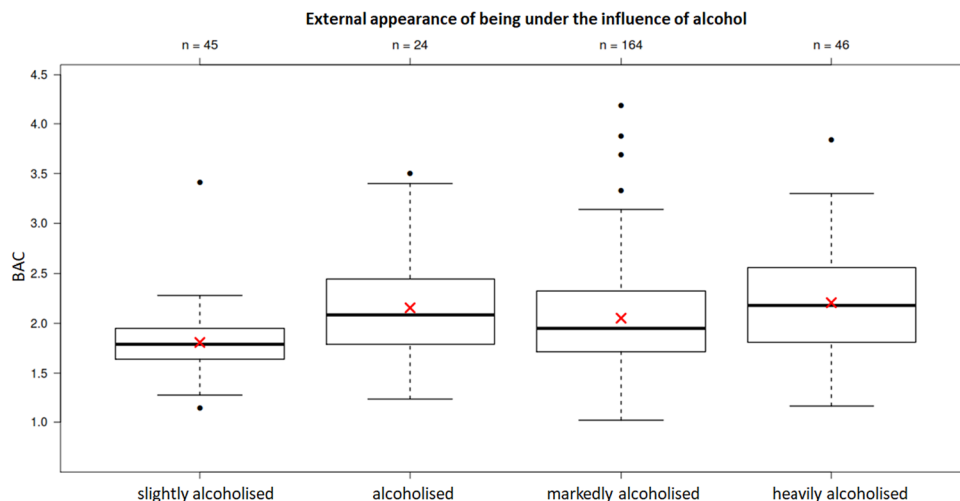 External appearance of being under the influence of alcohol
n = 45 n = 24 n = 164 n = 46
4.5
4.0
3.5
3.0
2.5
2.0
1.5
1.0
BAC
slightly alcoholised alcoholised markedly alcoholised heavily alcoholised